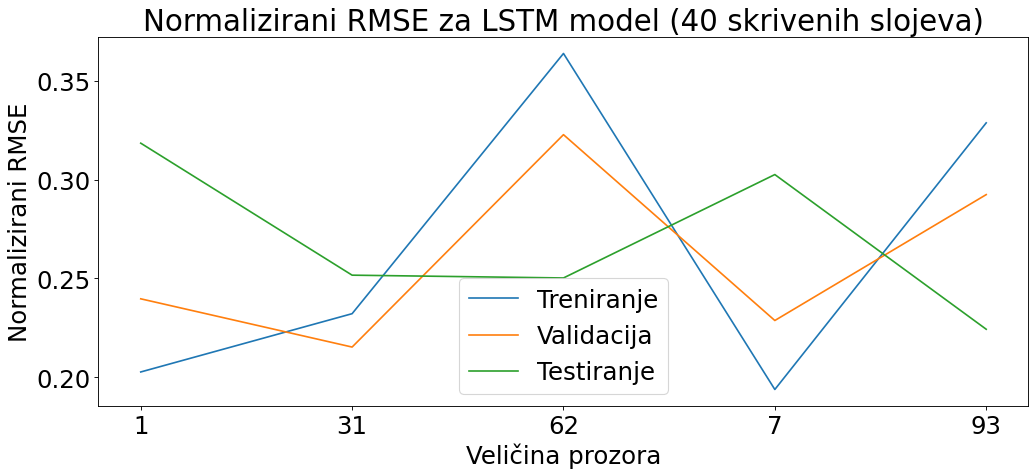 Normalizirani RMSE za LSTM model (40 skrivenih slojeva)
Normalizirani RMSE
0.35
0.30
0.25
0.20
Treniranje
Validacija
Testiranje
1 31 62 7 93
Veličina prozora